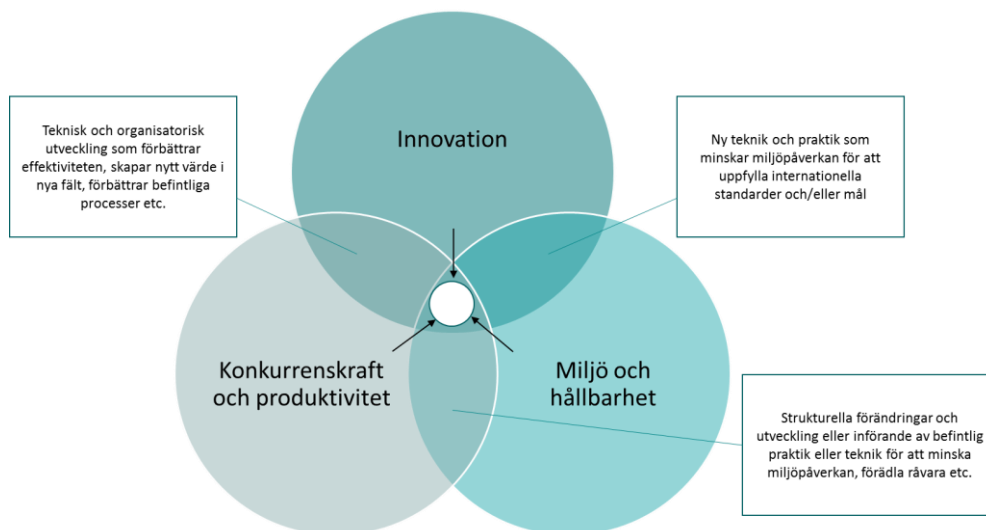 Innovation
Teknisk och organisatorisk
utveckling som förbättrar
effektiviteten, skapar nytt värde i
nya fält, förbättrar befintliga
processer etc.
Ny teknik och praktik som
minskar miljöpåverkan för att
uppfylla internationella
standarder och/eller mål
Konkurrenskraft
och produktivitet
Miljö och
hållbarhet
Strukturella förändringar och
utveckling eller införande av befintlig
praktik eller teknik för att minska
miljöpåverkan, förädla råvara etc.